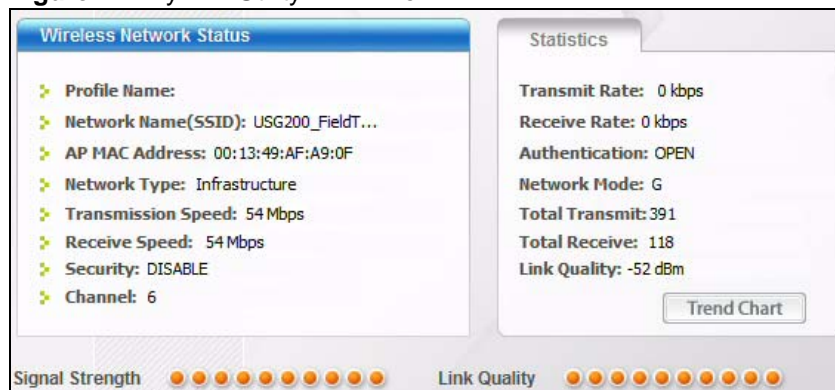 Wireless Network Status
Profile Name:
Network Name(SSID): USG200_FieldT...
AP MAC Address: 00:13:49:AF:A9:0F
Network Type: Infrastructure
Transmission Speed: 54 Mbps
Receive Speed: 54 Mbps
Security: DISABLE
Channel: 6
Statistics
Transmit Rate: 0 kbps
Receive Rate: 0 kbps
Authentication: OPEN
Network Mode: G
Total Transmit: 391
Total Receive: 118
Link Quality: -52 dBm
Trend Chart
Signal Strength
Link Quality